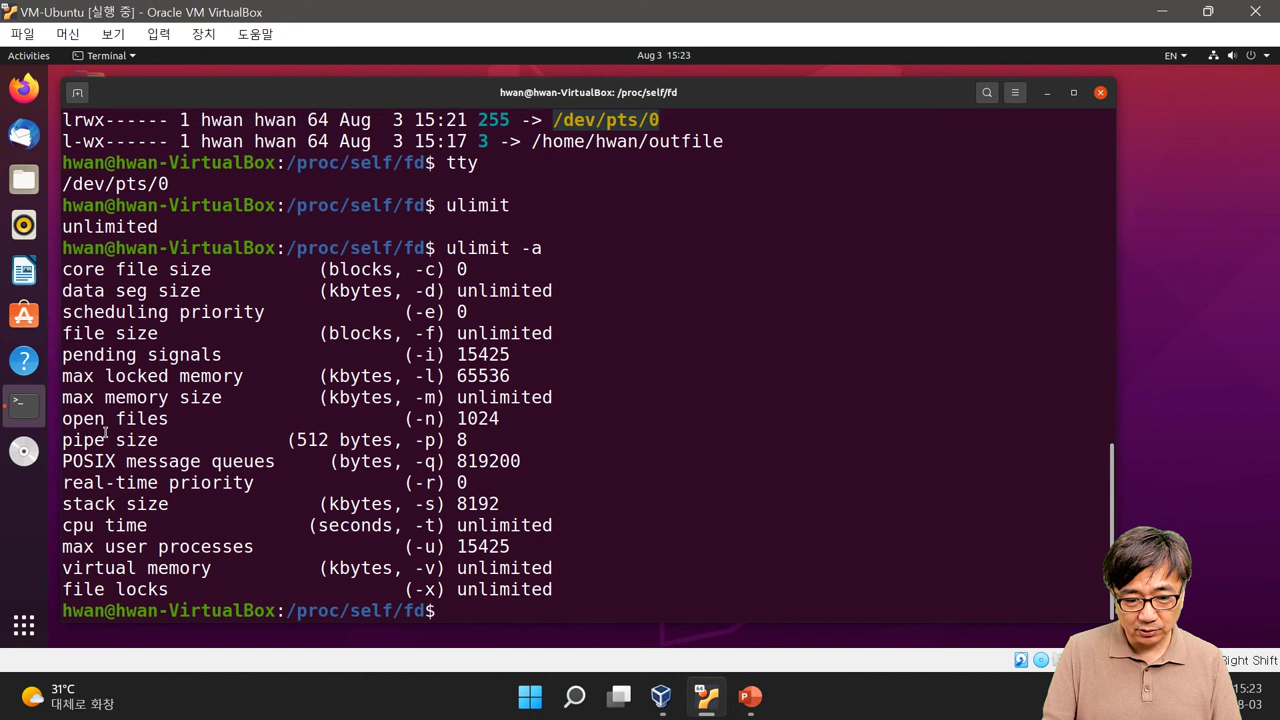 VM-Ubuntu [실행 중] - Oracle VM VirtualBox
파일 머신 보기 입력 장치 도움말
Activities Terminal Aug 3 15:23 EN
hwan@hwan-VirtualBox: /proc/self/fd
lrwx------ 1 hwan hwan 64 Aug  3 15:21 255 -> /dev/pts/0
l-wx------ 1 hwan hwan 64 Aug  3 15:17 3 -> /home/hwan/outfile
hwan@hwan-VirtualBox:/proc/self/fd$ tty
/dev/pts/0
hwan@hwan-VirtualBox:/proc/self/fd$ ulimit
unlimited
hwan@hwan-VirtualBox:/proc/self/fd$ ulimit -a
core file size          (blocks, -c) 0
data seg size           (kbytes, -d) unlimited
scheduling priority             (-e) 0
file size               (blocks, -f) unlimited
pending signals                 (-i) 15425
max locked memory       (kbytes, -l) 65536
max memory size         (kbytes, -m) unlimited
open files                      (-n) 1024
pipe size            (512 bytes, -p) 8
POSIX message queues     (bytes, -q) 819200
real-time priority              (-r) 0
stack size              (kbytes, -s) 8192
cpu time               (seconds, -t) unlimited
max user processes              (-u) 15425
virtual memory          (kbytes, -v) unlimited
file locks                      (-x) unlimited
hwan@hwan-VirtualBox:/proc/self/fd$
Right Shift
31°C
대체로 화창
15:23
8-03